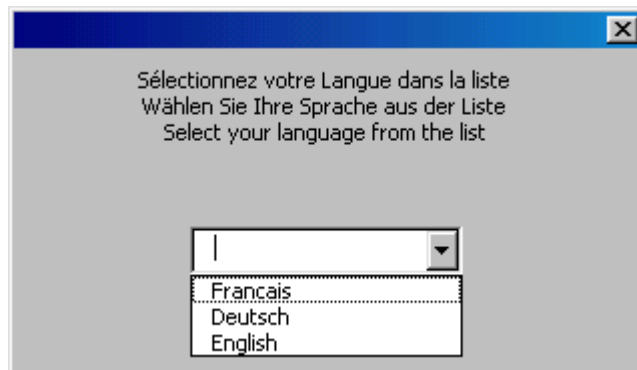 Sélectionnez votre Langue dans la liste
Wählen Sie Ihre Sprache aus der Liste
Select your language from the list
Francais
Deutsch
English